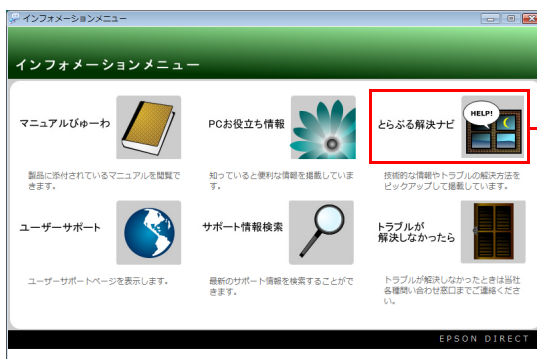 インフォメーションメニュー
インフォメーションメニュー
マニュアルびゅーわ
製品に添付されているマニュアルを閲覧で
きます。
PCお役立ち情報
知っていると便利な情報を掲載していま
す。
とらぶる解決ナビ
HELP!
技術的な情報やトラブルの解決方法を
ピックアップして掲載しています。
ユーザーサポート
ユーザーサポートページを表示します。
サポート情報検索
最新のサポート情報を検索することがで
きます。
トラブルが
解決しなかったら
トラブルが解決しなかったときは当社
各種問い合わせ窓口までご連絡くださ
い。
EPSON DIRECT